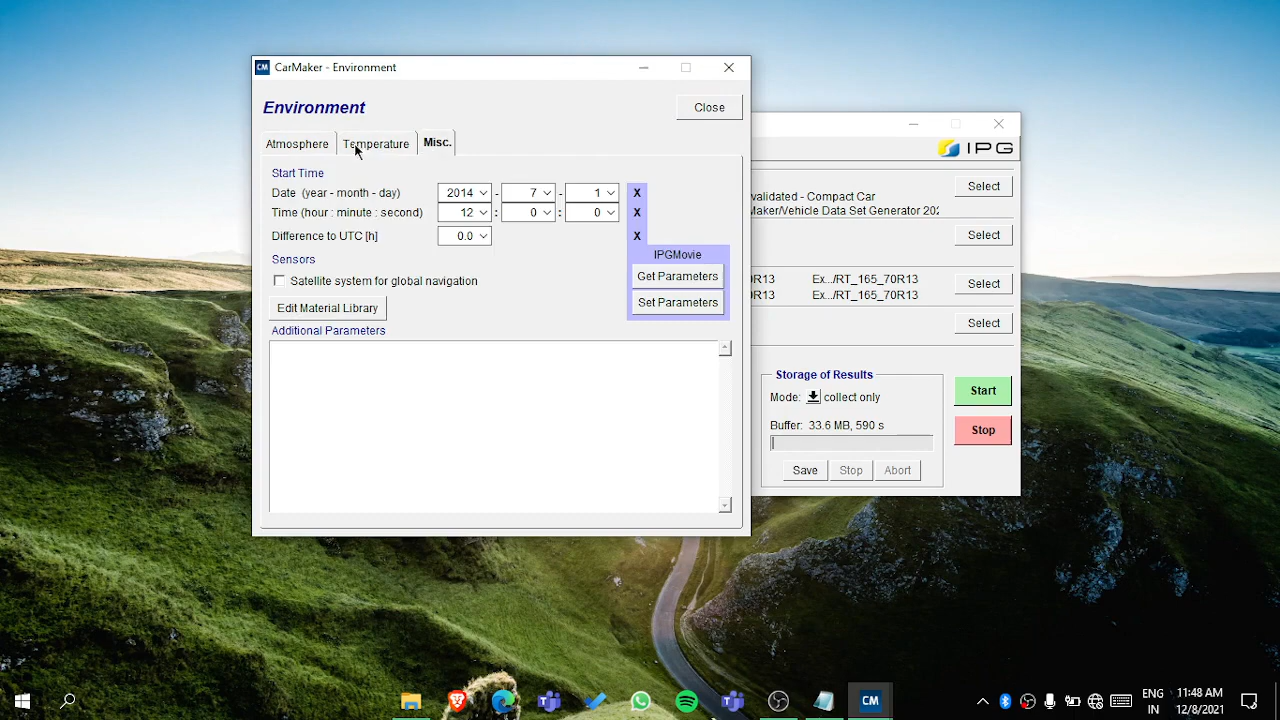 CM CarMaker - Environment
Environment
Close
Atmosphere Temperature Misc.
Start Time
Date (year - month - day) 2014 - 7 - 1 X
Time (hour : minute : second) 12 : 0 : 0 X
Difference to UTC [h] 0.0 X
Sensors
IPGMovie
Satellite system for global navigation
Get Parameters
Edit Material Library
Set Parameters
Additional Parameters
IPG
validated - Compact Car
Maker/Vehicle Data Set Generator 202
Select
Select
0R13 Ex.../RT_165_70R13
0R13 Ex.../RT_165_70R13
Select
Select
Storage of Results
Mode: collect only
Buffer: 33.6 MB, 590 s
Save Stop Abort
Start
Stop
CM
ENG
IN
11:48 AM
12/8/2021